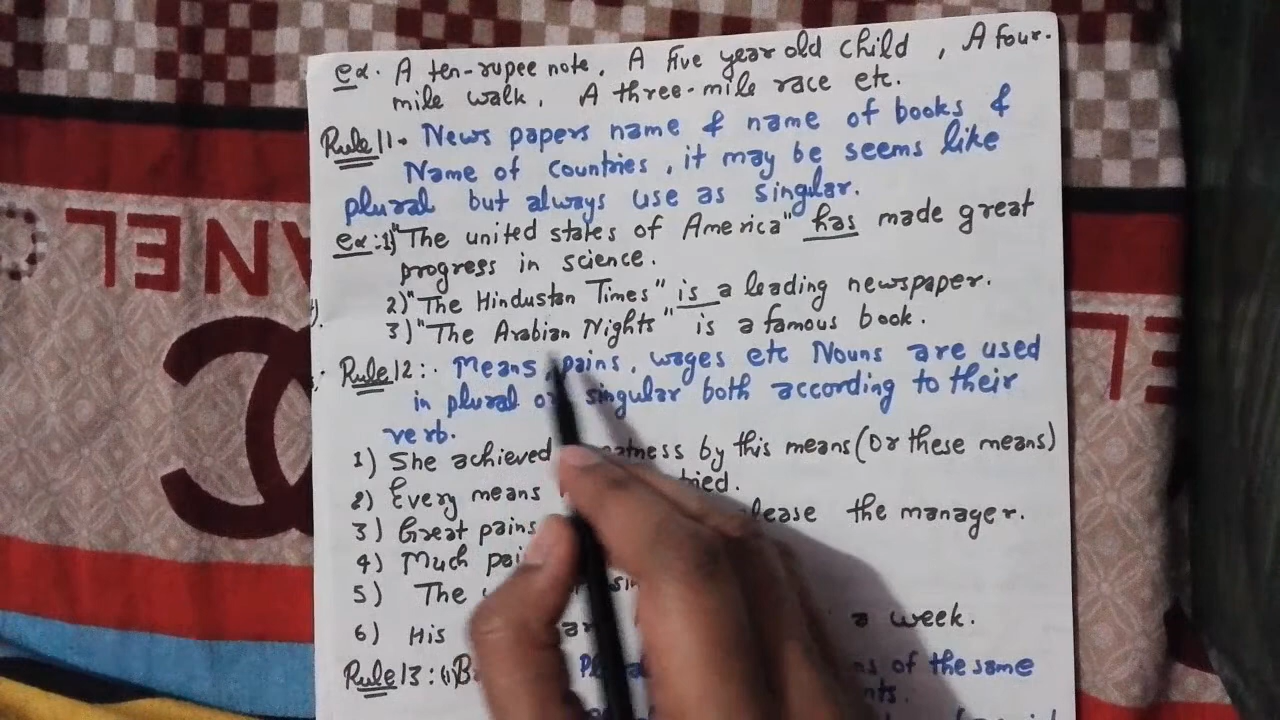 ex. A ten-rupee note, A five year old child, A four-
mile walk, A three-mile race etc.
Rule 11. News papers name & name of books &
Name of countries, it may be seems like
plural but always use as singular.
ex:-1) "The united states of America" has made great
progress in science.
2) "The Hindustan Times" is a leading newspaper.
3) "The Arabian Nights" is a famous book.
Rule 12:. Means, pains, wages etc Nouns are used
in plural or singular both according to their
verb.
1) She achieved by this means (or these means)
2) Every means tried.
3) Great pains please the manager.
4) Much
5) The
6) His a week.
Rule 13: (1) of the same